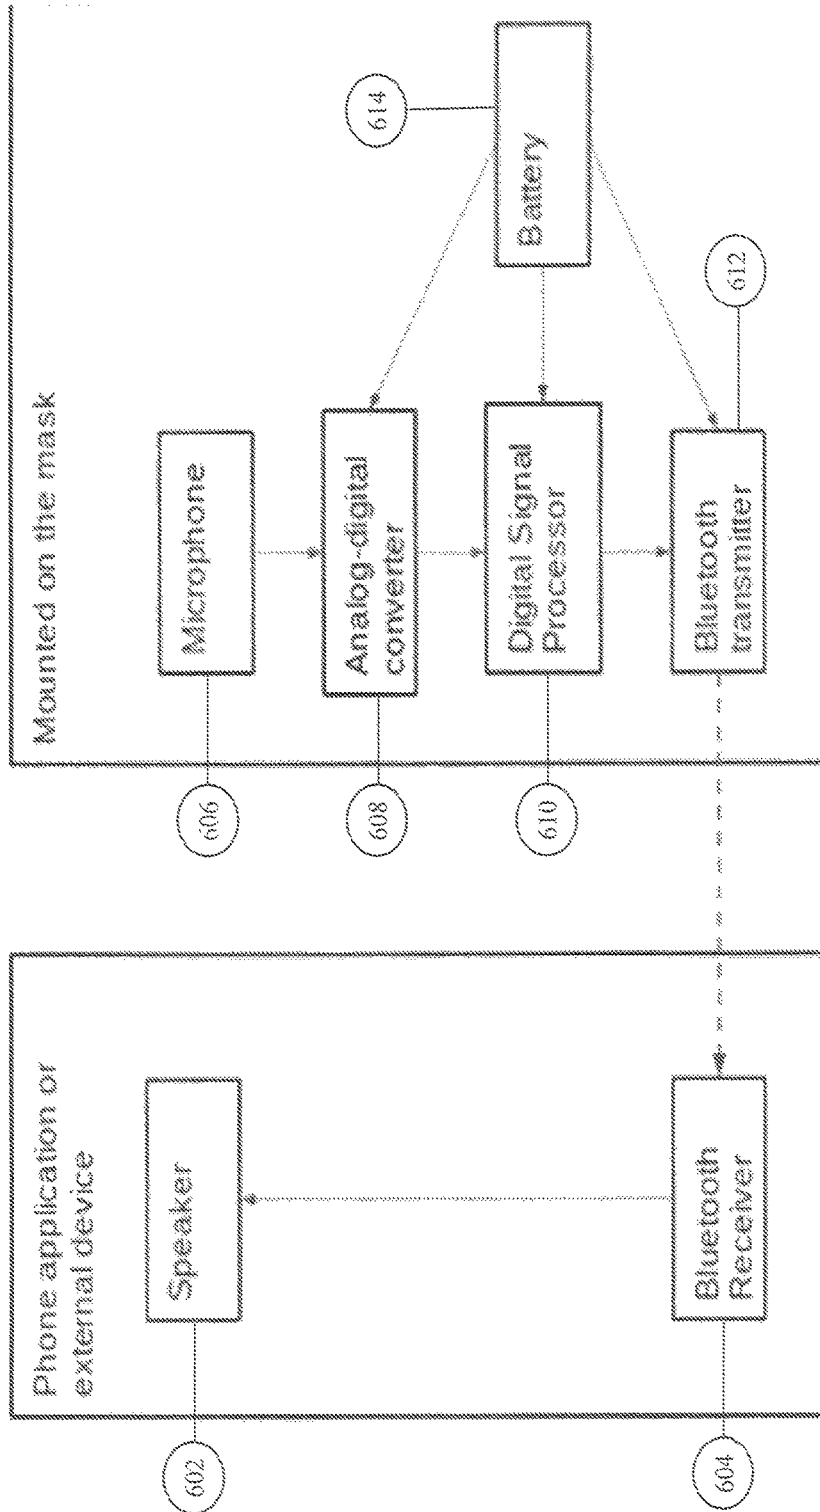 Phone application or
external device
Speaker
Bluetooth
Receiver
602
604
Mounted on the mask
Microphone
Analog-digital
converter
Digital Signal
Processor
Bluetooth
transmitter
Battery
606
608
610
612
614